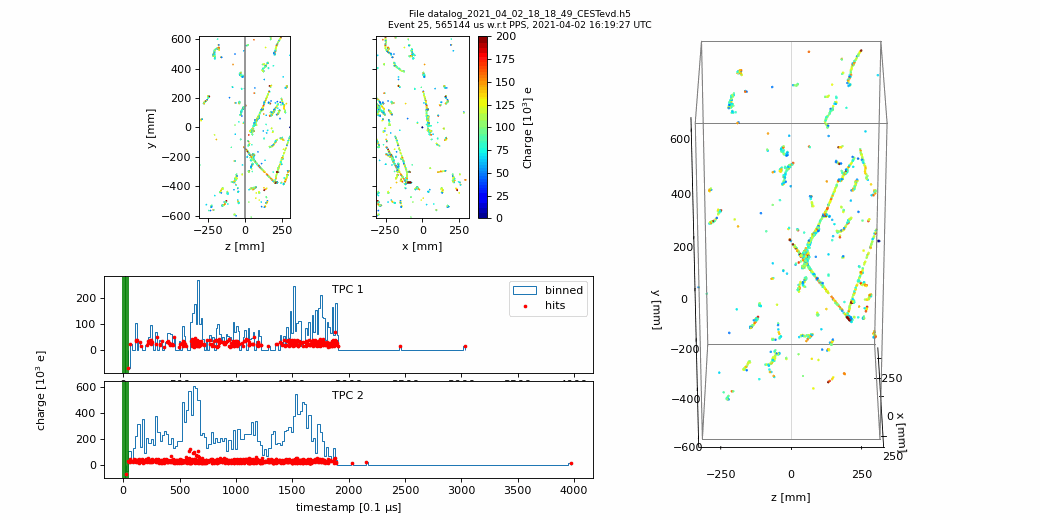 File datalog_2021_04_02_18_18_49_CESTevd.h5
Event 25, 565144 us w.r.t PPS, 2021-04-02 16:19:27 UTC
600
400
200
0
−200
−400
−600
y [mm]
−250 0 250
z [mm]
−250 0 250
x [mm]
200
175
150
125
100
75
50
25
0
Charge [10³] e
TPC 1
binned
hits
200
100
0
TPC 2
600
400
200
0
charge [10³ e]
0 500 1000 1500 2000 2500 3000 3500 4000
timestamp [0.1 μs]
600
400
200
0
−200
−400
−600
y [mm]
−250 0 250
z [mm]
−250
0
250
x [mm]